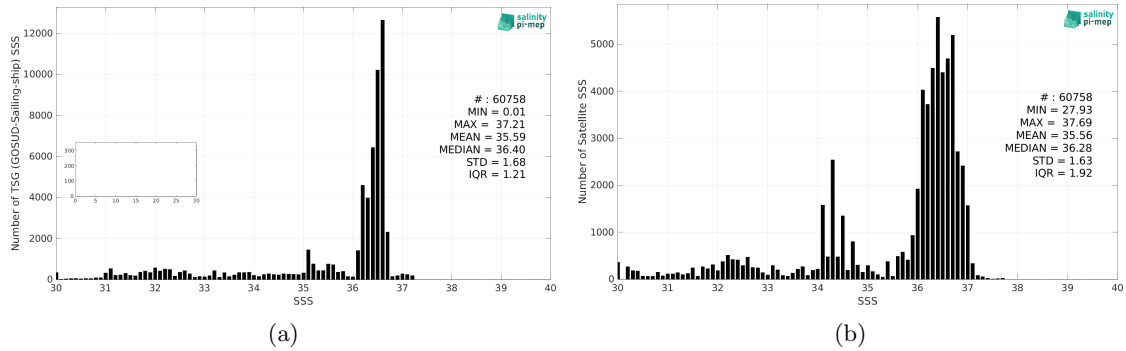 salinity
pi-mep
Number of TSG (GOSUD-Sailing-ship) SSS
12000
10000
8000
6000
4000
2000
0
# : 60758
MIN = 0.01
MAX = 37.21
MEAN = 35.59
MEDIAN = 36.40
STD = 1.68
IQR = 1.21
300
200
100
0
0 5 10 15 20 25 30
30 31 32 33 34 35 36 37 38 39 40
SSS
(a)
salinity
pi-mep
Number of Satellite SSS
5000
4000
3000
2000
1000
0
# : 60758
MIN = 27.93
MAX = 37.69
MEAN = 35.56
MEDIAN = 36.28
STD = 1.63
IQR = 1.92
30 31 32 33 34 35 36 37 38 39 40
SSS
(b)